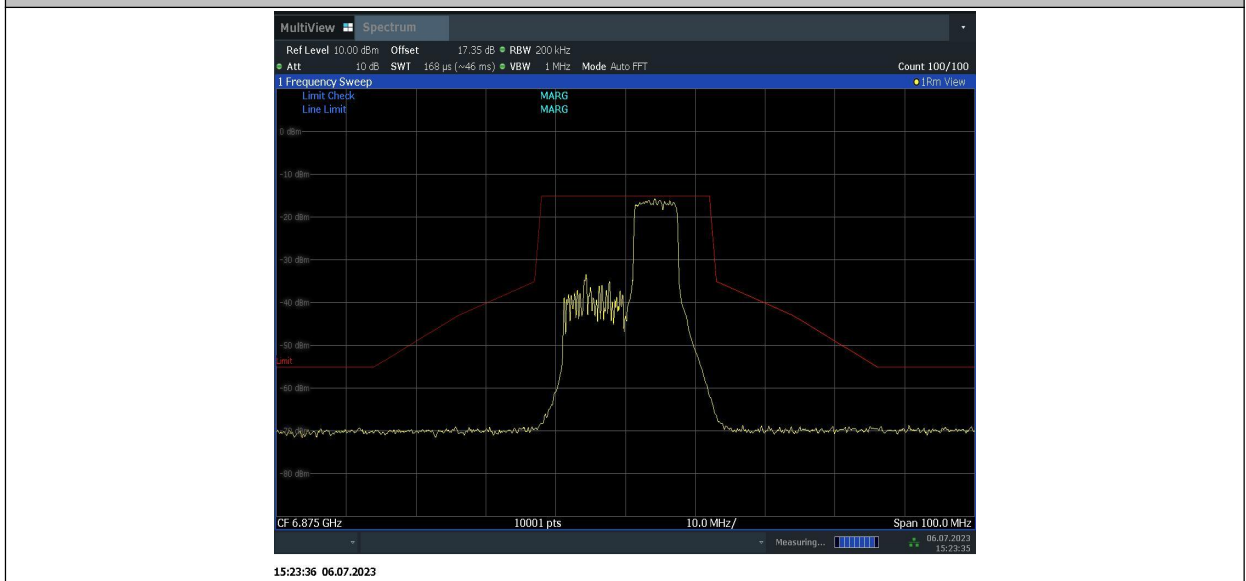 MultiView Spectrum
Ref Level 10.00 dBm Offset 17.35 dB RBW 200 kHz
Att 10 dB SWT 168 µs (~46 ms) VBW 1 MHz Mode Auto FFT Count 100/100
1 Frequency Sweep 1Rm View
Limit Check MARG
Line Limit MARG
0 dBm
-10 dBm
-20 dBm
-30 dBm
-40 dBm
-50 dBm
-60 dBm
-80 dBm
CF 6.875 GHz 10001 pts 10.0 MHz/ Span 100.0 MHz
Measuring... 06.07.2023
15:23:35
15:23:36 06.07.2023